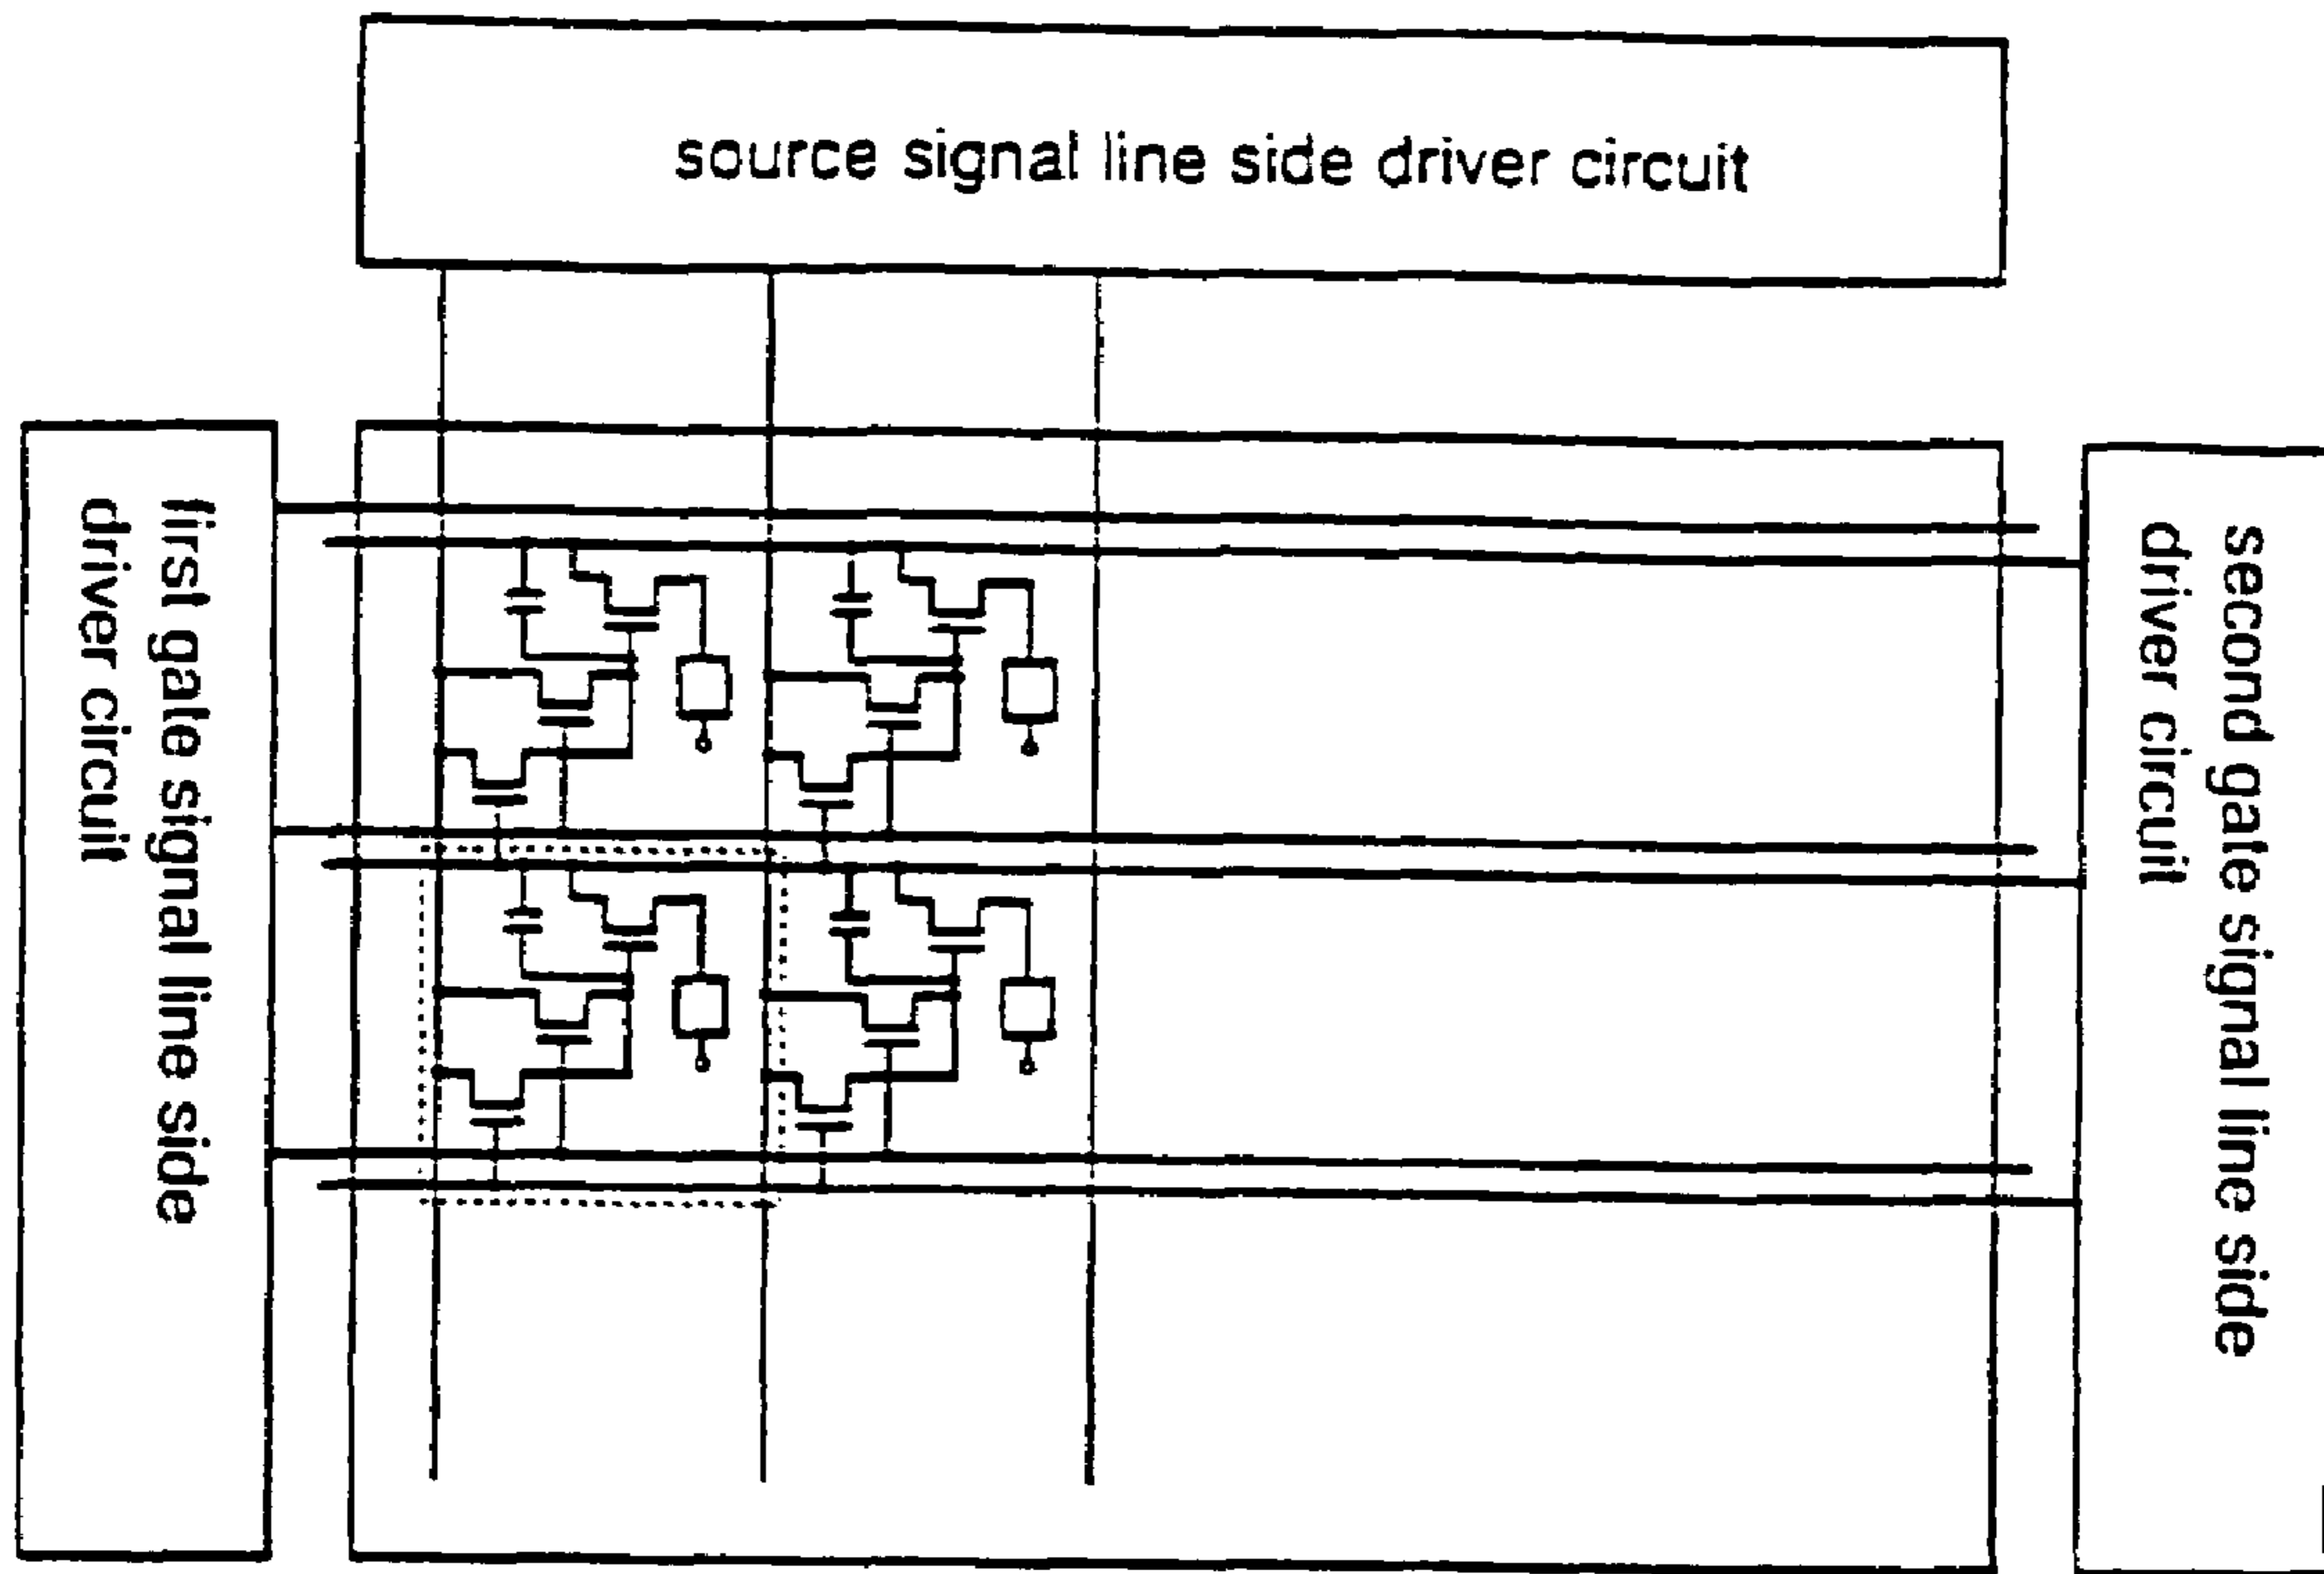 source signal line side driver circuit
first gate signal line side
driver circuit
second gate signal line side
driver circuit